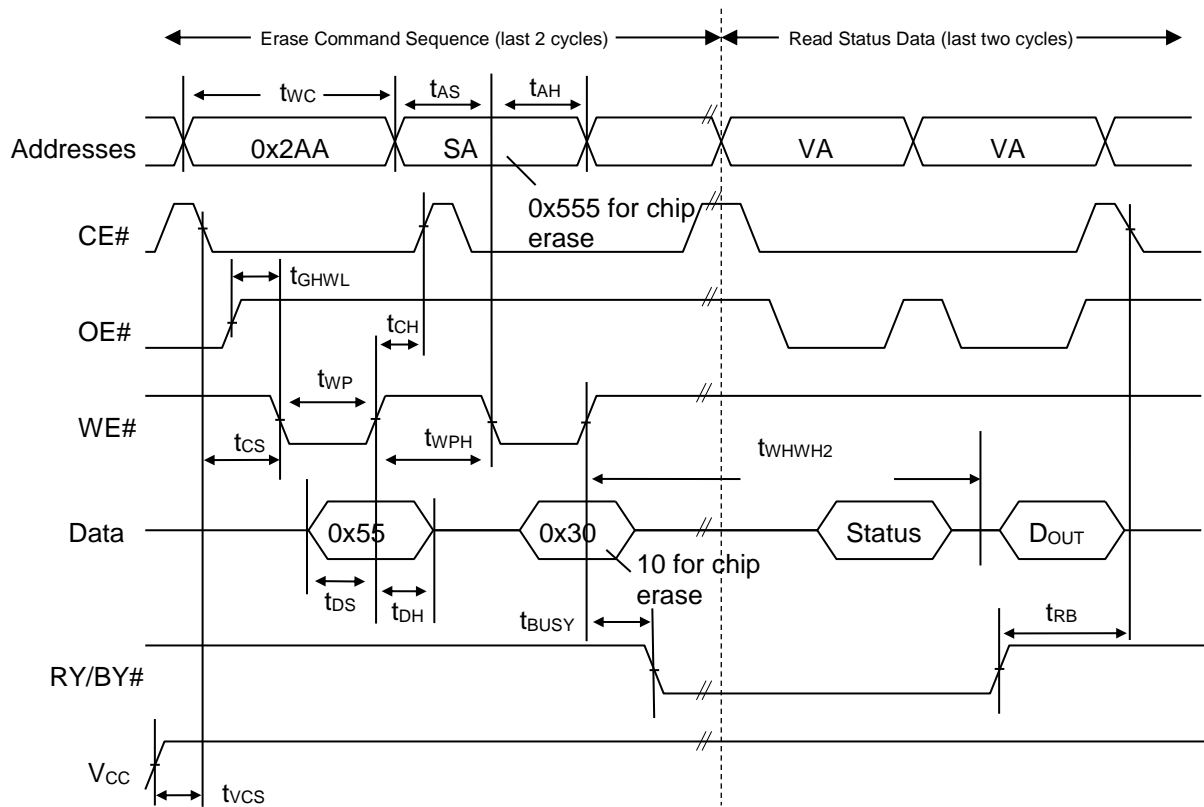 Erase Command Sequence (last 2 cycles)
Read Status Data (last two cycles)
tWC
tAS
tAH
Addresses
0x2AA
SA
VA
VA
0x555 for chip
erase
CE#
tGHWL
OE#
tCH
tWP
WE#
tCS
tWPH
tWHWH2
Data
0x55
0x30
Status
DOUT
10 for chip
erase
tDS
tDH
tBUSY
tRB
RY/BY#
VCC
tVCS